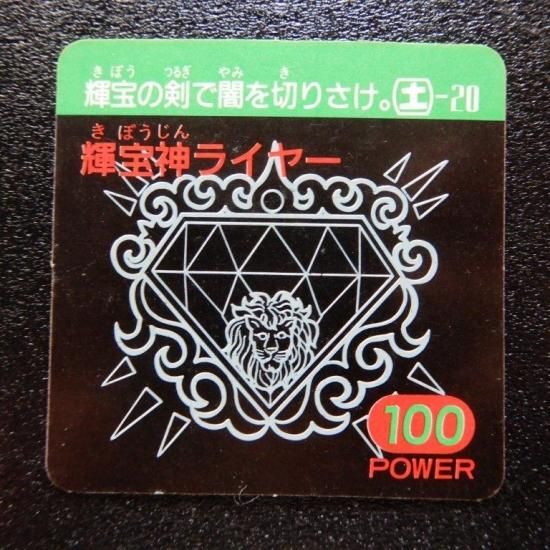 きぼう つるぎ やみ き
輝宝の剣で闇を切りさけ。土-20
きぼうじん
輝宝神ライヤー
100
POWER